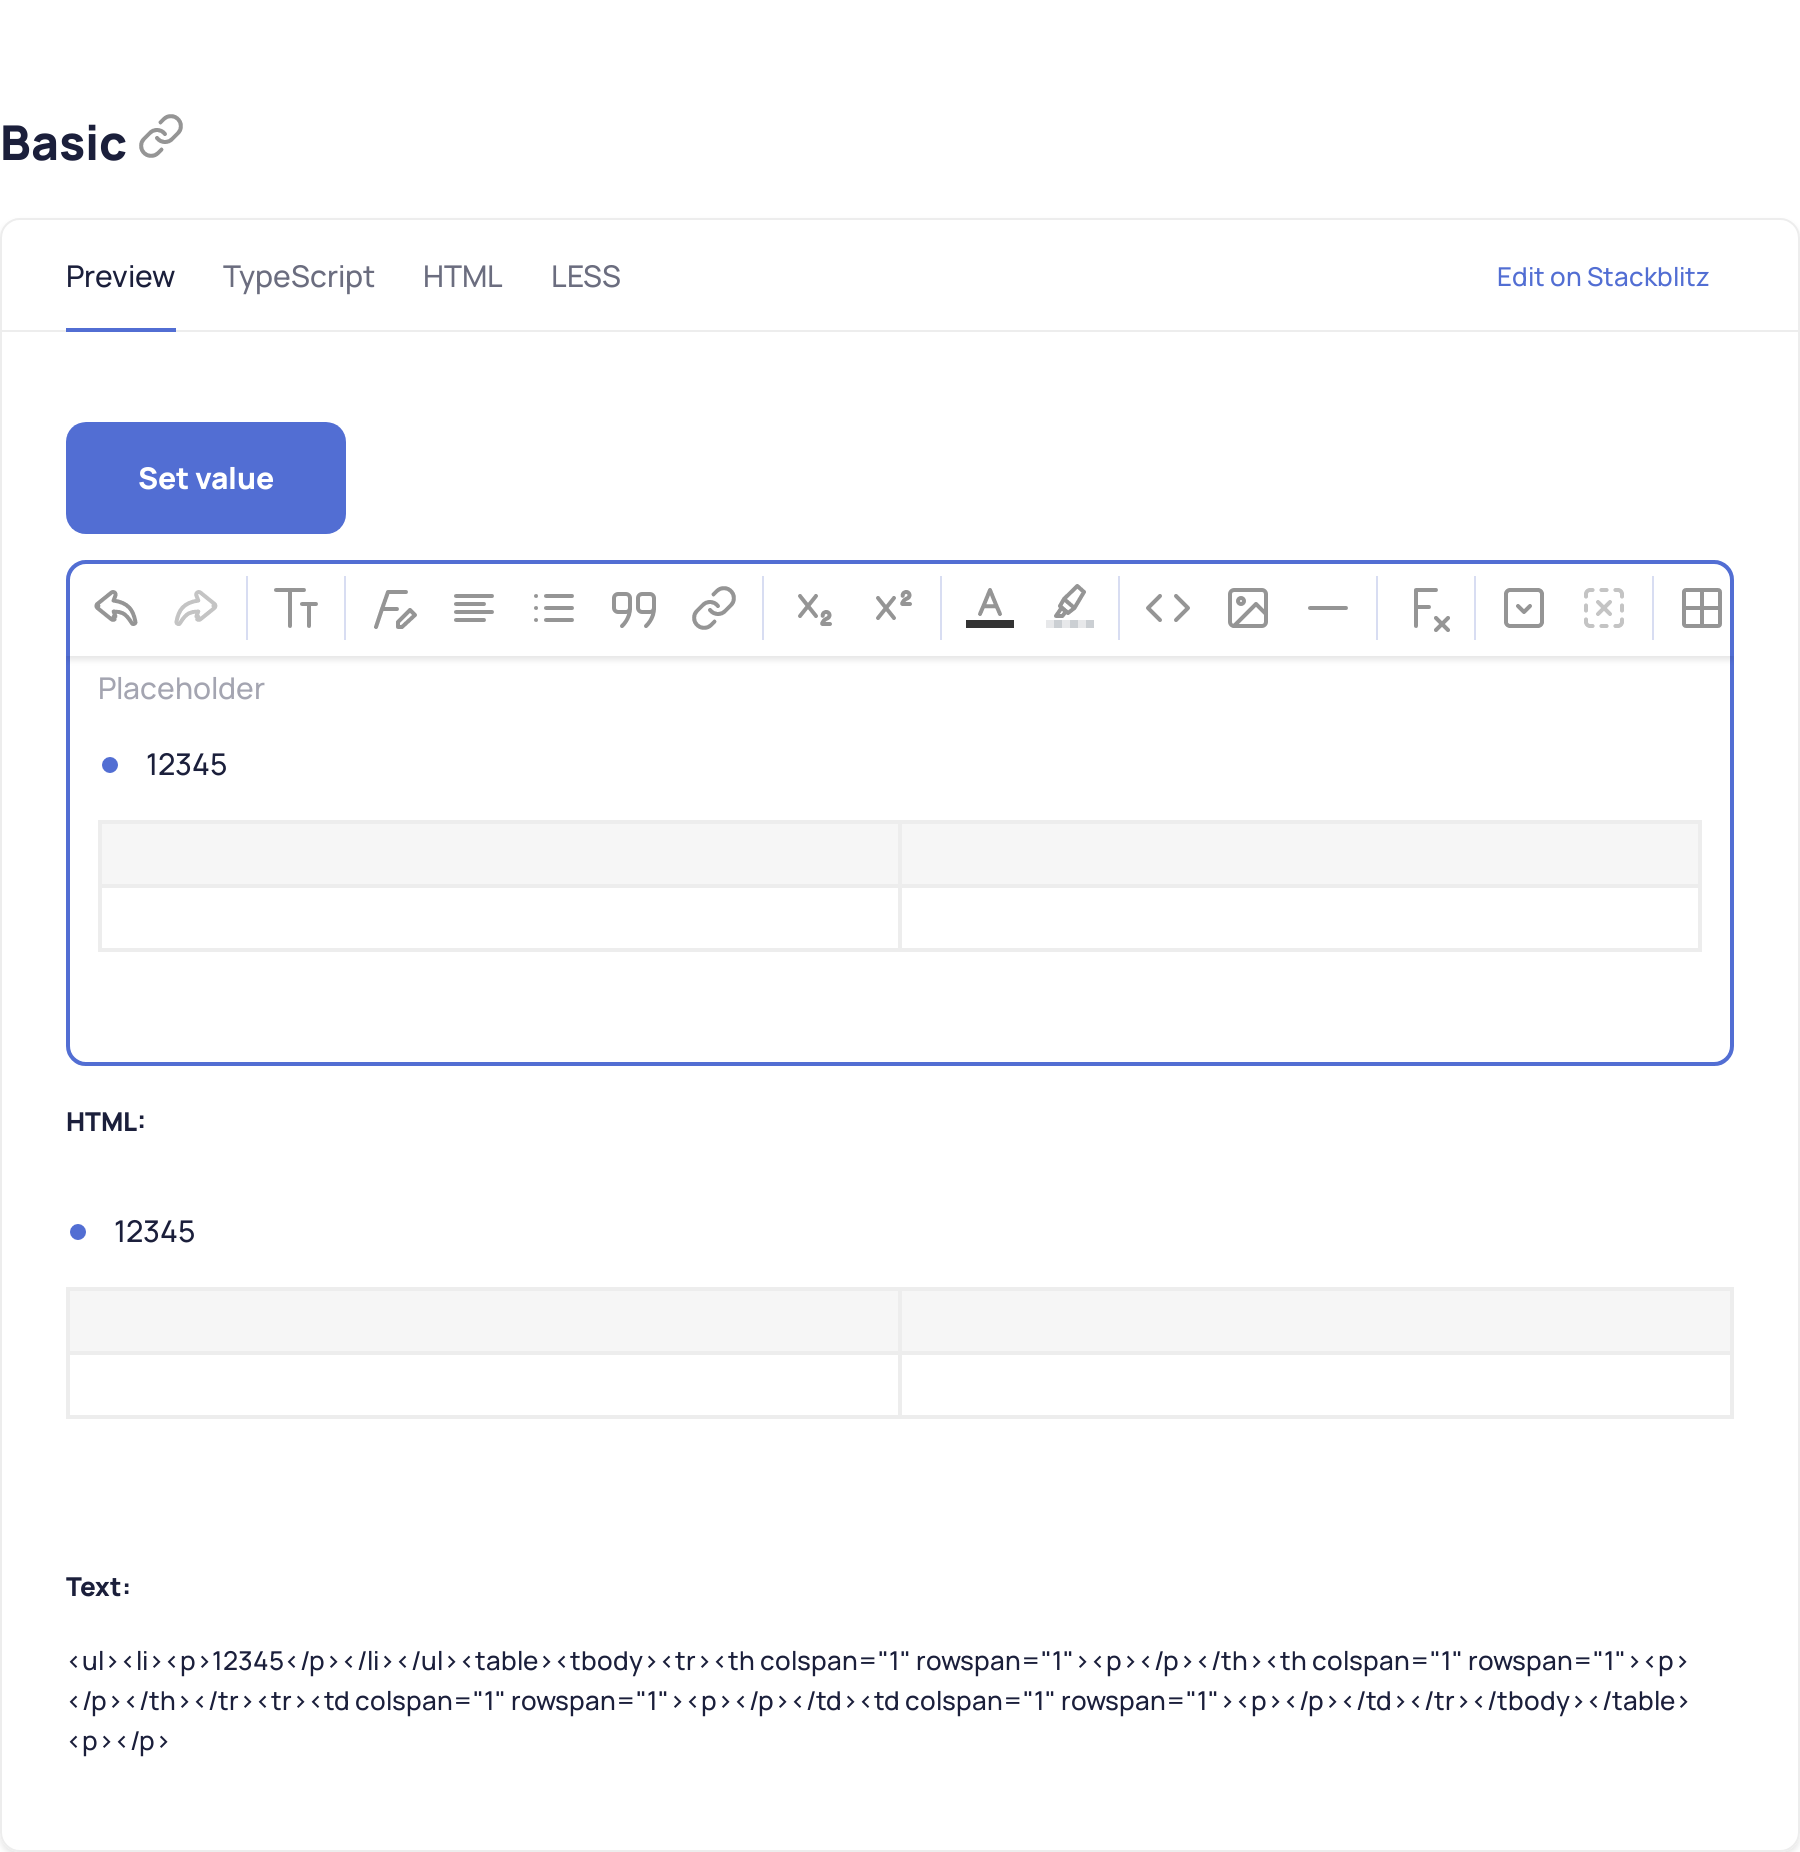 Basic
Preview TypeScript HTML LESS Edit on Stackblitz
Set value
Placeholder
12345
HTML:
12345
Text:
<ul><li><p>12345</p></li></ul><table><tbody><tr><th colspan="1" rowspan="1"><p></p></th><th colspan="1" rowspan="1"><p>
</p></th></tr><tr><td colspan="1" rowspan="1"><p></p></td><td colspan="1" rowspan="1"><p></p></td></tr></tbody></table>
<p></p>